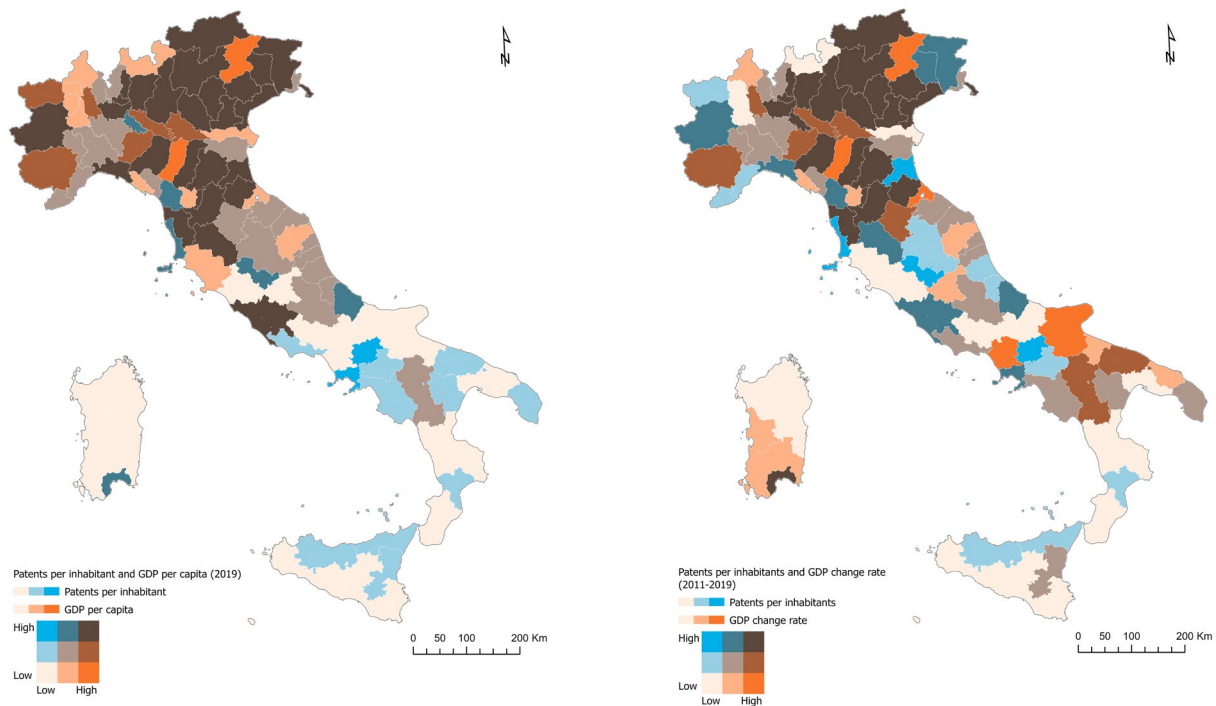 N
N
Patents per inhabitant and GDP per capita (2019)
Patents per inhabitant
GDP per capita
High
Low
Low High
0 50 100 200 Km
Patents per inhabitants and GDP change rate
(2011-2019)
Patents per inhabitants
GDP change rate
High
Low
Low High
0 50 100 200 Km